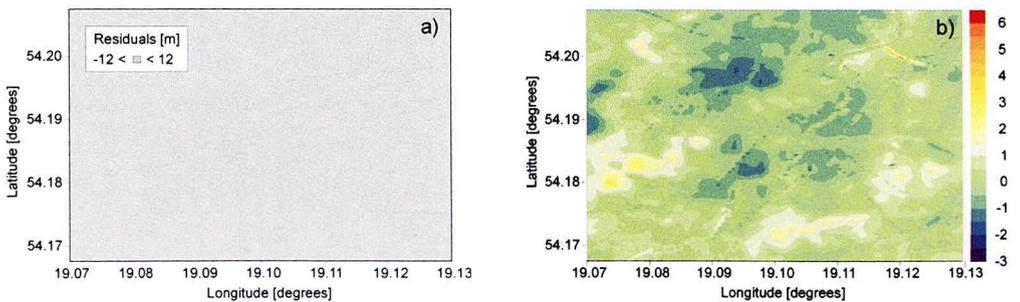 a)
Residuals [m]
-12 < < 12
54.20
54.19
54.18
54.17
Latitude [degrees]
19.07 19.08 19.09 19.10 19.11 19.12 19.13
Longitude [degrees]
b)
54.20
54.19
54.18
54.17
Latitude [degrees]
19.07 19.08 19.09 19.10 19.11 19.12 19.13
Longitude [degrees]
6
5
4
3
2
1
0
-1
-2
-3